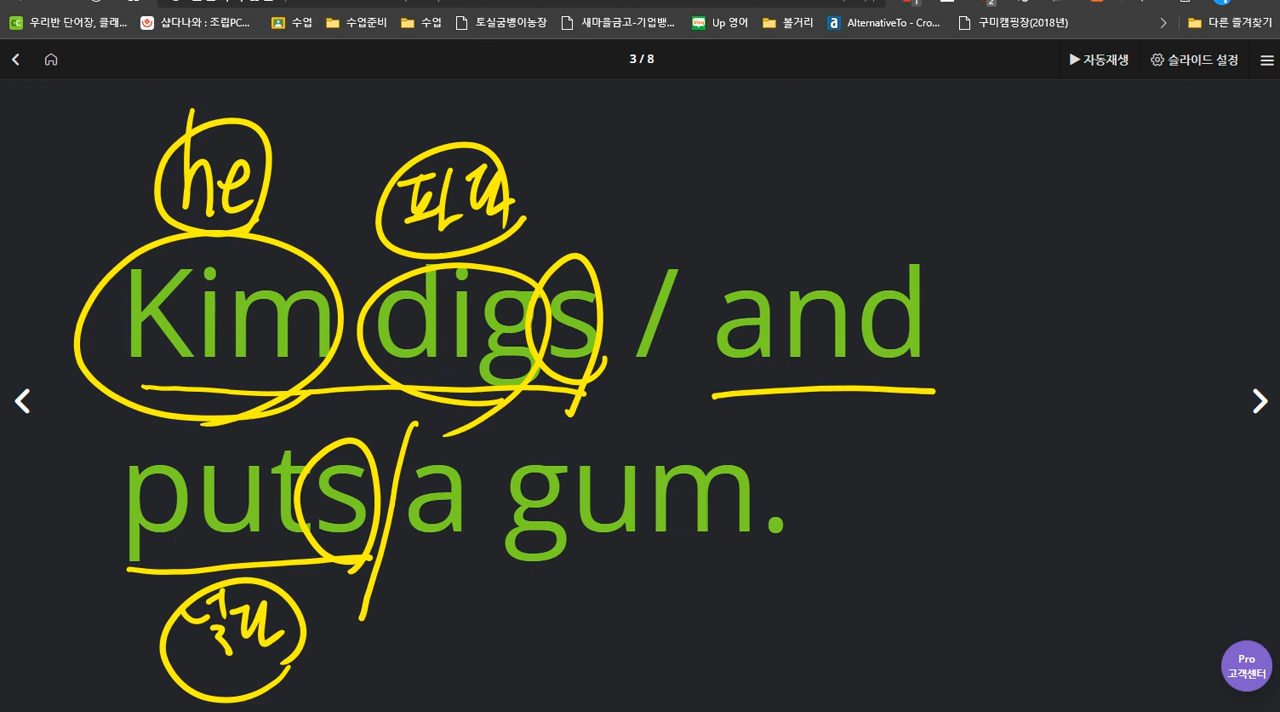 우리반 단어장, 클래...
샵다나와 : 조립PC...
수업
수업준비
수업
토실굼뱅이농장
새마을금고-기업뱅...
Up 영어
볼거리
AlternativeTo - Cro...
구미캠핑장(2018년)
다른 즐겨찾기
3 / 8
자동재생
슬라이드 설정
he
파다
Kim digs / and
puts / a gum.
Pro
고객센터